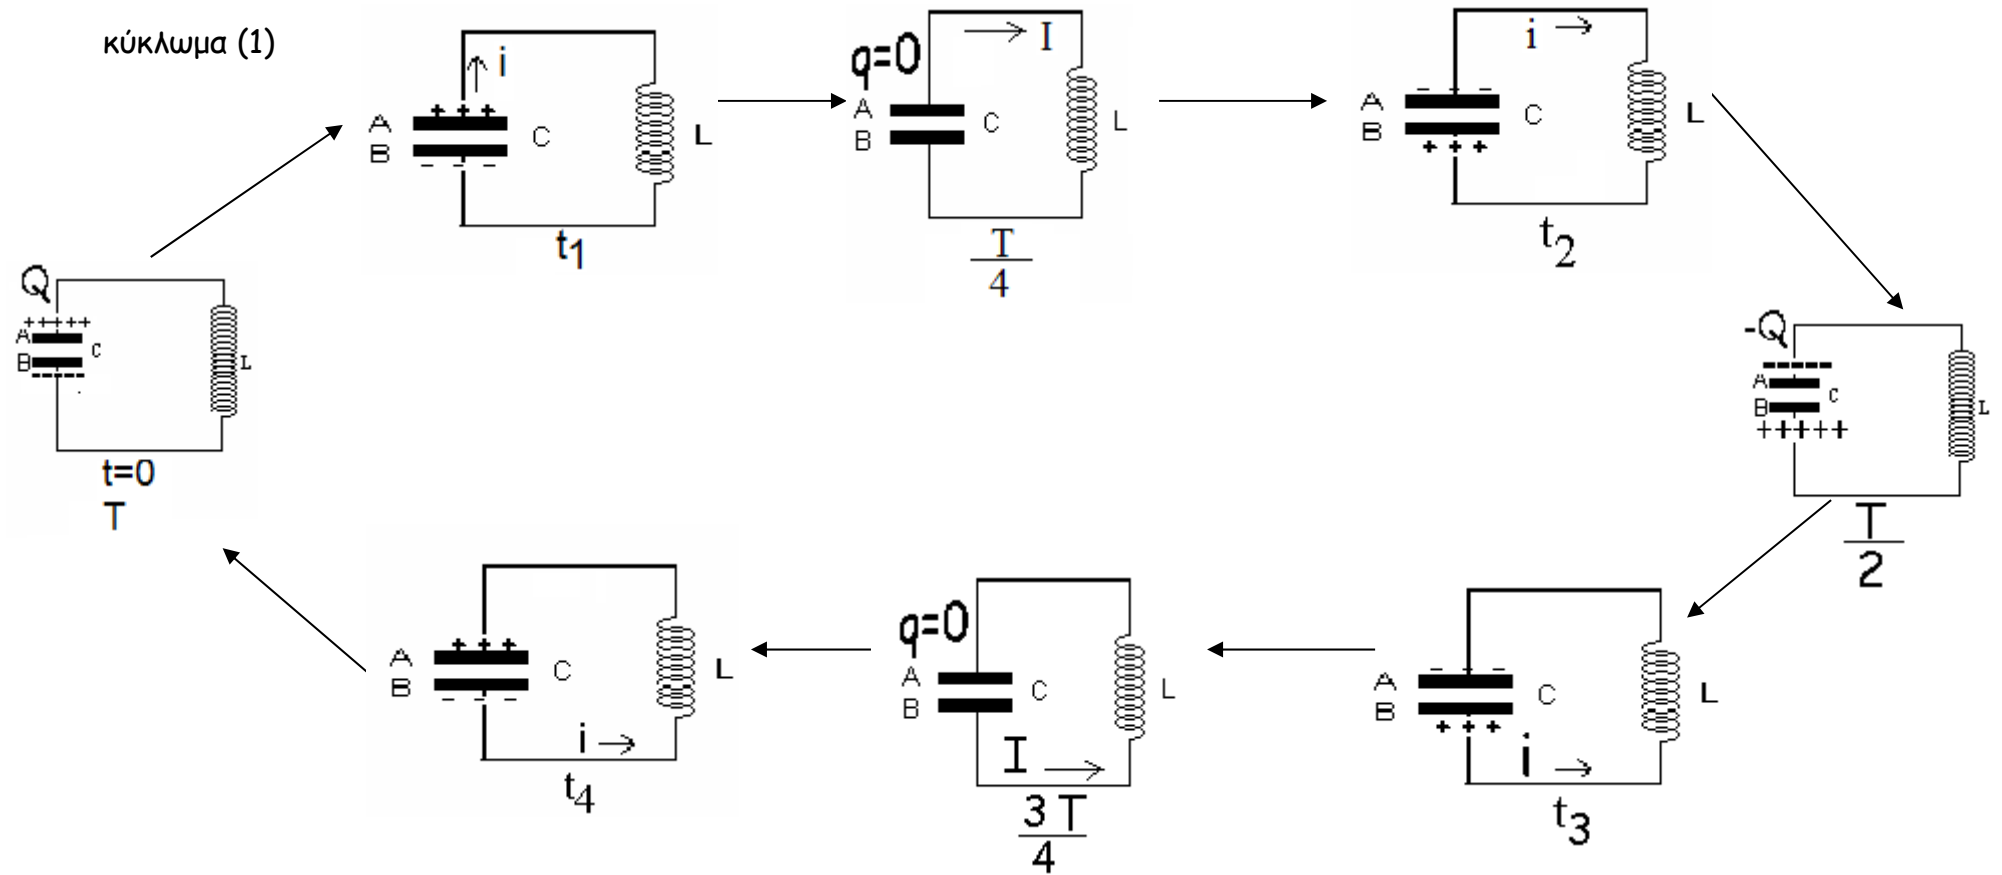 κύκλωμα (1)
Q
+++++
A
B
C
L
t=0
T
i
+ + +
A
B
- - -
C
L
t1
q=0
I
A
B
C
L
T
4
i
- - -
A
B
+ + +
C
L
t2
-Q
-----
A
B
+++++
C
L
T
2
- - -
A
B
+ + +
C
L
i
t3
q=0
A
B
C
L
I
3T
4
+ + +
A
B
- - -
C
L
i
t4